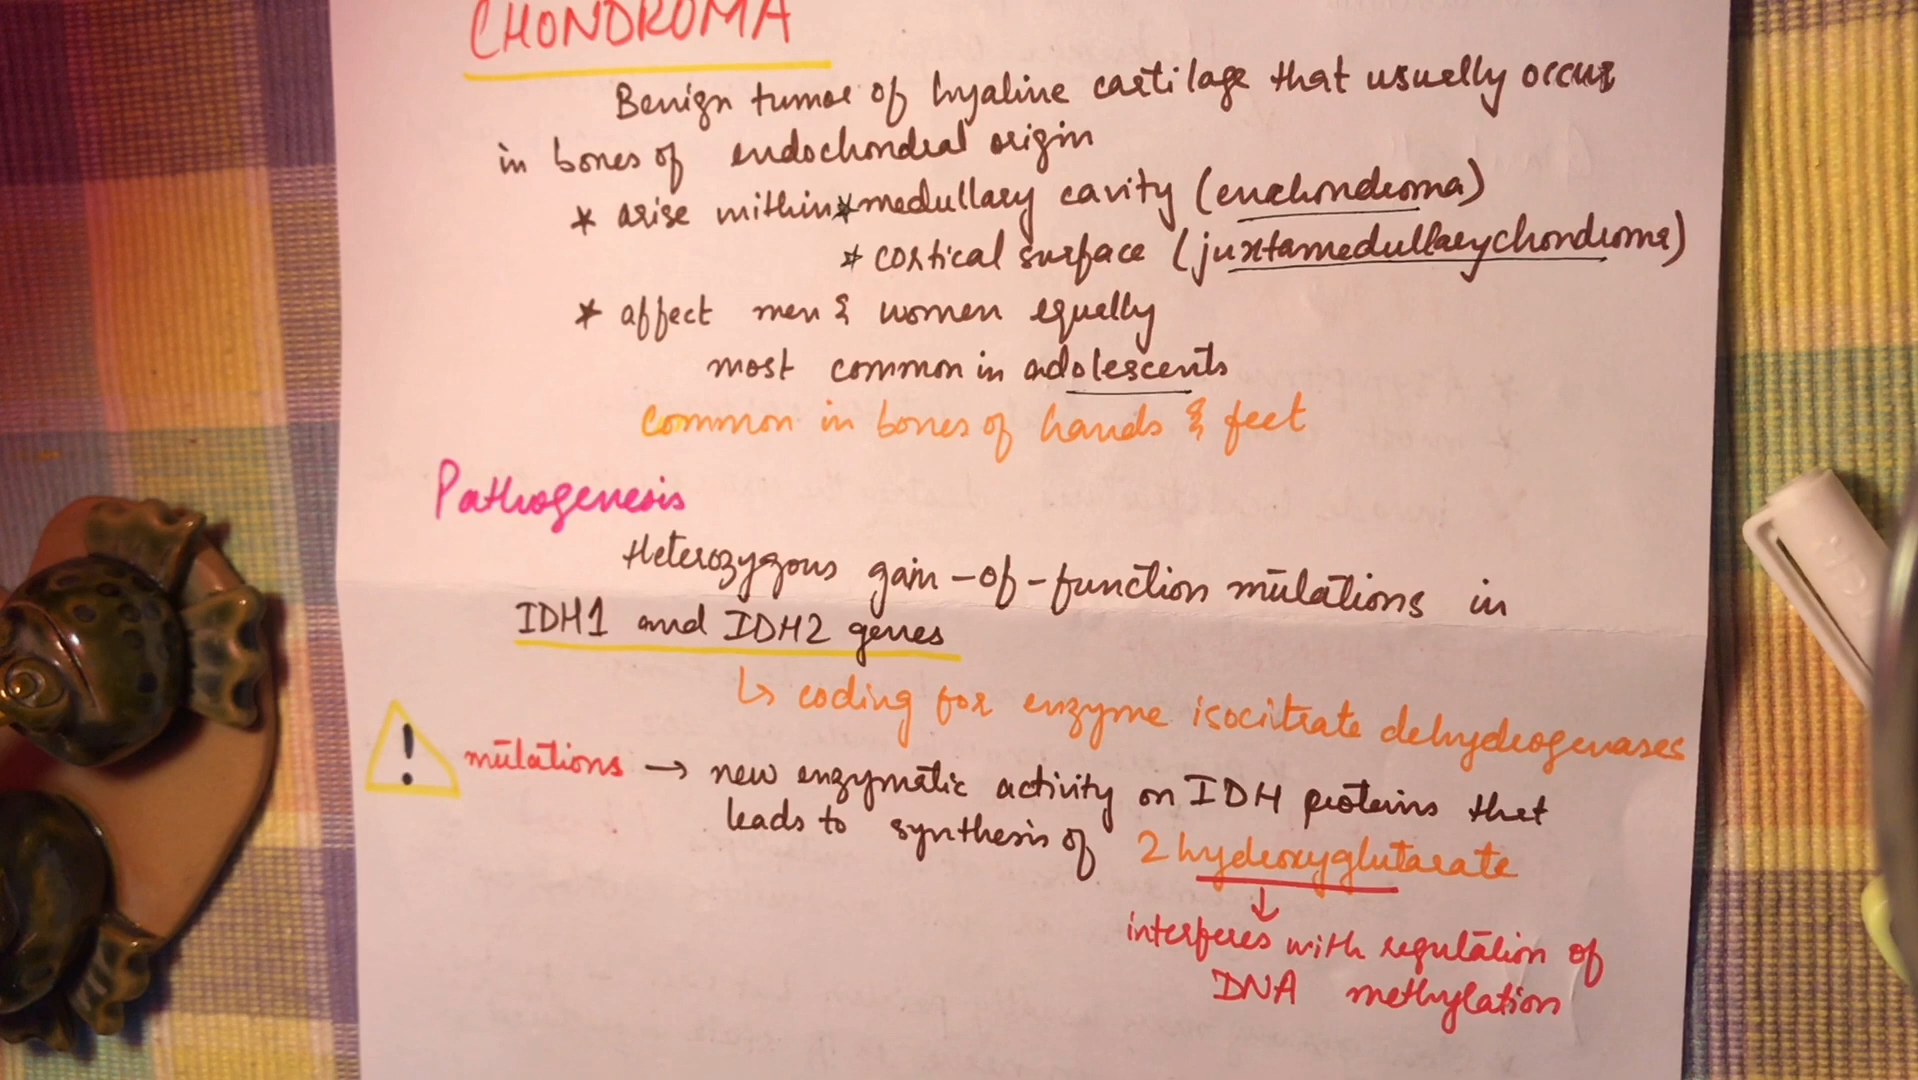 CHONDROMA
Benign tumor of hyaline cartilage that usually occur
in bones of endochondral origin
* arise within * medullary cavity (enchondroma)
* cortical surface (juxtamedullarychondroma)
* affect men & women equally
most common in adolescents
common in bones of hands & feet
Pathogenesis
Heterozygous gain-of-function mutations in
IDH1 and IDH2 genes
↳ coding for enzyme isocitrate dehydrogenases
! mutations → new enzymatic activity on IDH proteins that
leads to synthesis of 2 hydroxyglutarate
↓
interferes with regulation of
DNA methylation